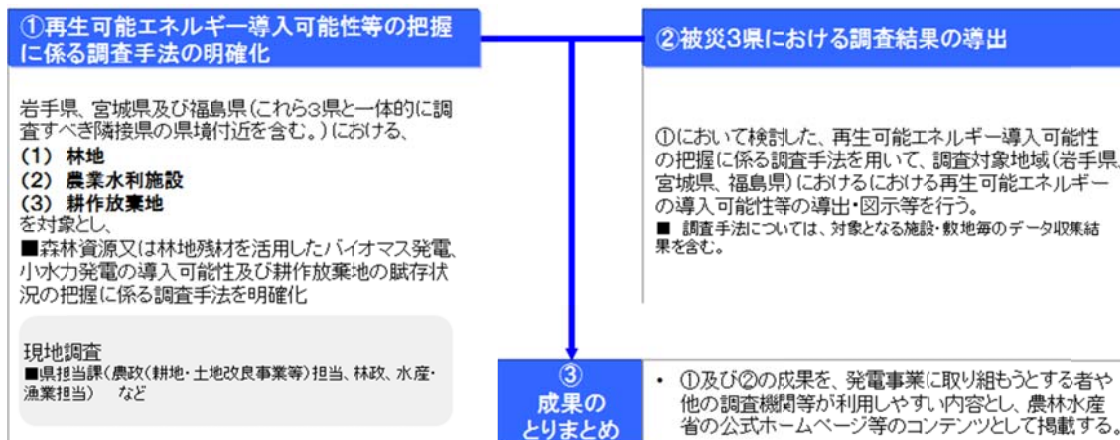 ①再生可能エネルギー導入可能性等の把握
に係る調査手法の明確化
岩手県、宮城県及び福島県(これら3県と一体的に調
査すべき隣接県の県境付近を含む。)における、
(1) 林地
(2) 農業水利施設
(3) 耕作放棄地
を対象とし、
■森林資源又は林地残材を活用したバイオマス発電、
小水力発電の導入可能性及び耕作放棄地の賦存状
況の把握に係る調査手法を明確化
現地調査
■県担当課(農政(耕地・土地改良事業等)担当、林政、水産・
漁業担当) など
②被災3県における調査結果の導出
①において検討した、再生可能エネルギー導入可能性
の把握に係る調査手法を用いて、調査対象地域(岩手県、
宮城県、福島県)におけるにおける再生可能エネルギー
の導入可能性等の導出・図示等を行う。
■ 調査手法については、対象となる施設・敷地毎のデータ収集結
果を含む。
③
成果の
とりまとめ
• ①及び②の成果を、発電事業に取り組もうとする者や
他の調査機関等が利用しやすい内容とし、農林水産
省の公式ホームページ等のコンテンツとして掲載する。